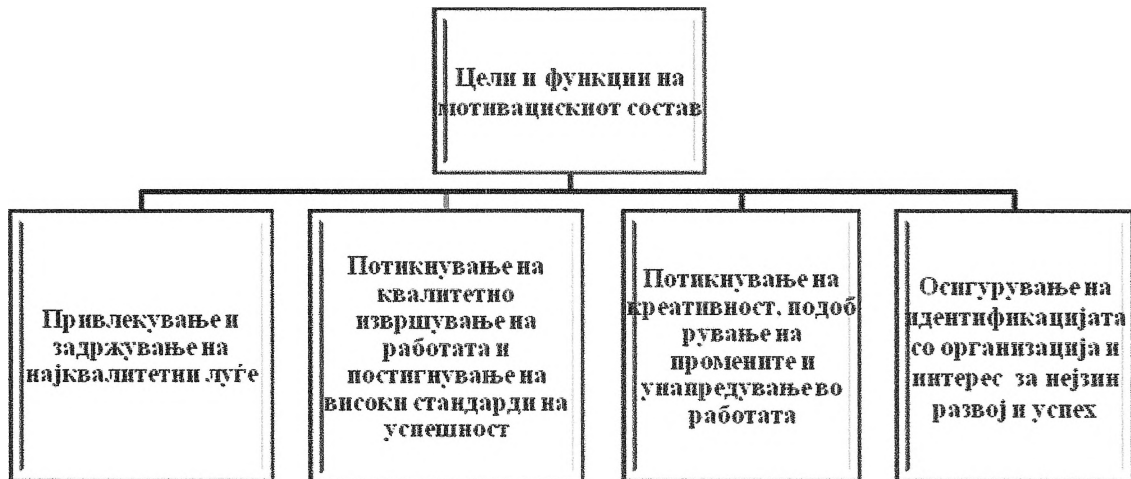 Цели и функции на
мотивацискиот состав
Привлекување и
задржување на
најквалитетни луѓе
Потикнување на
квалитетно
извршување на
работата и
постигнување на
високи стандарди на
успешност
Потикнување на
креативност, подоб
рување на
промените и
унапредување во
работата
Осигурување на
идентификацијата
со организација и
интерес за нејзин
развој и успех